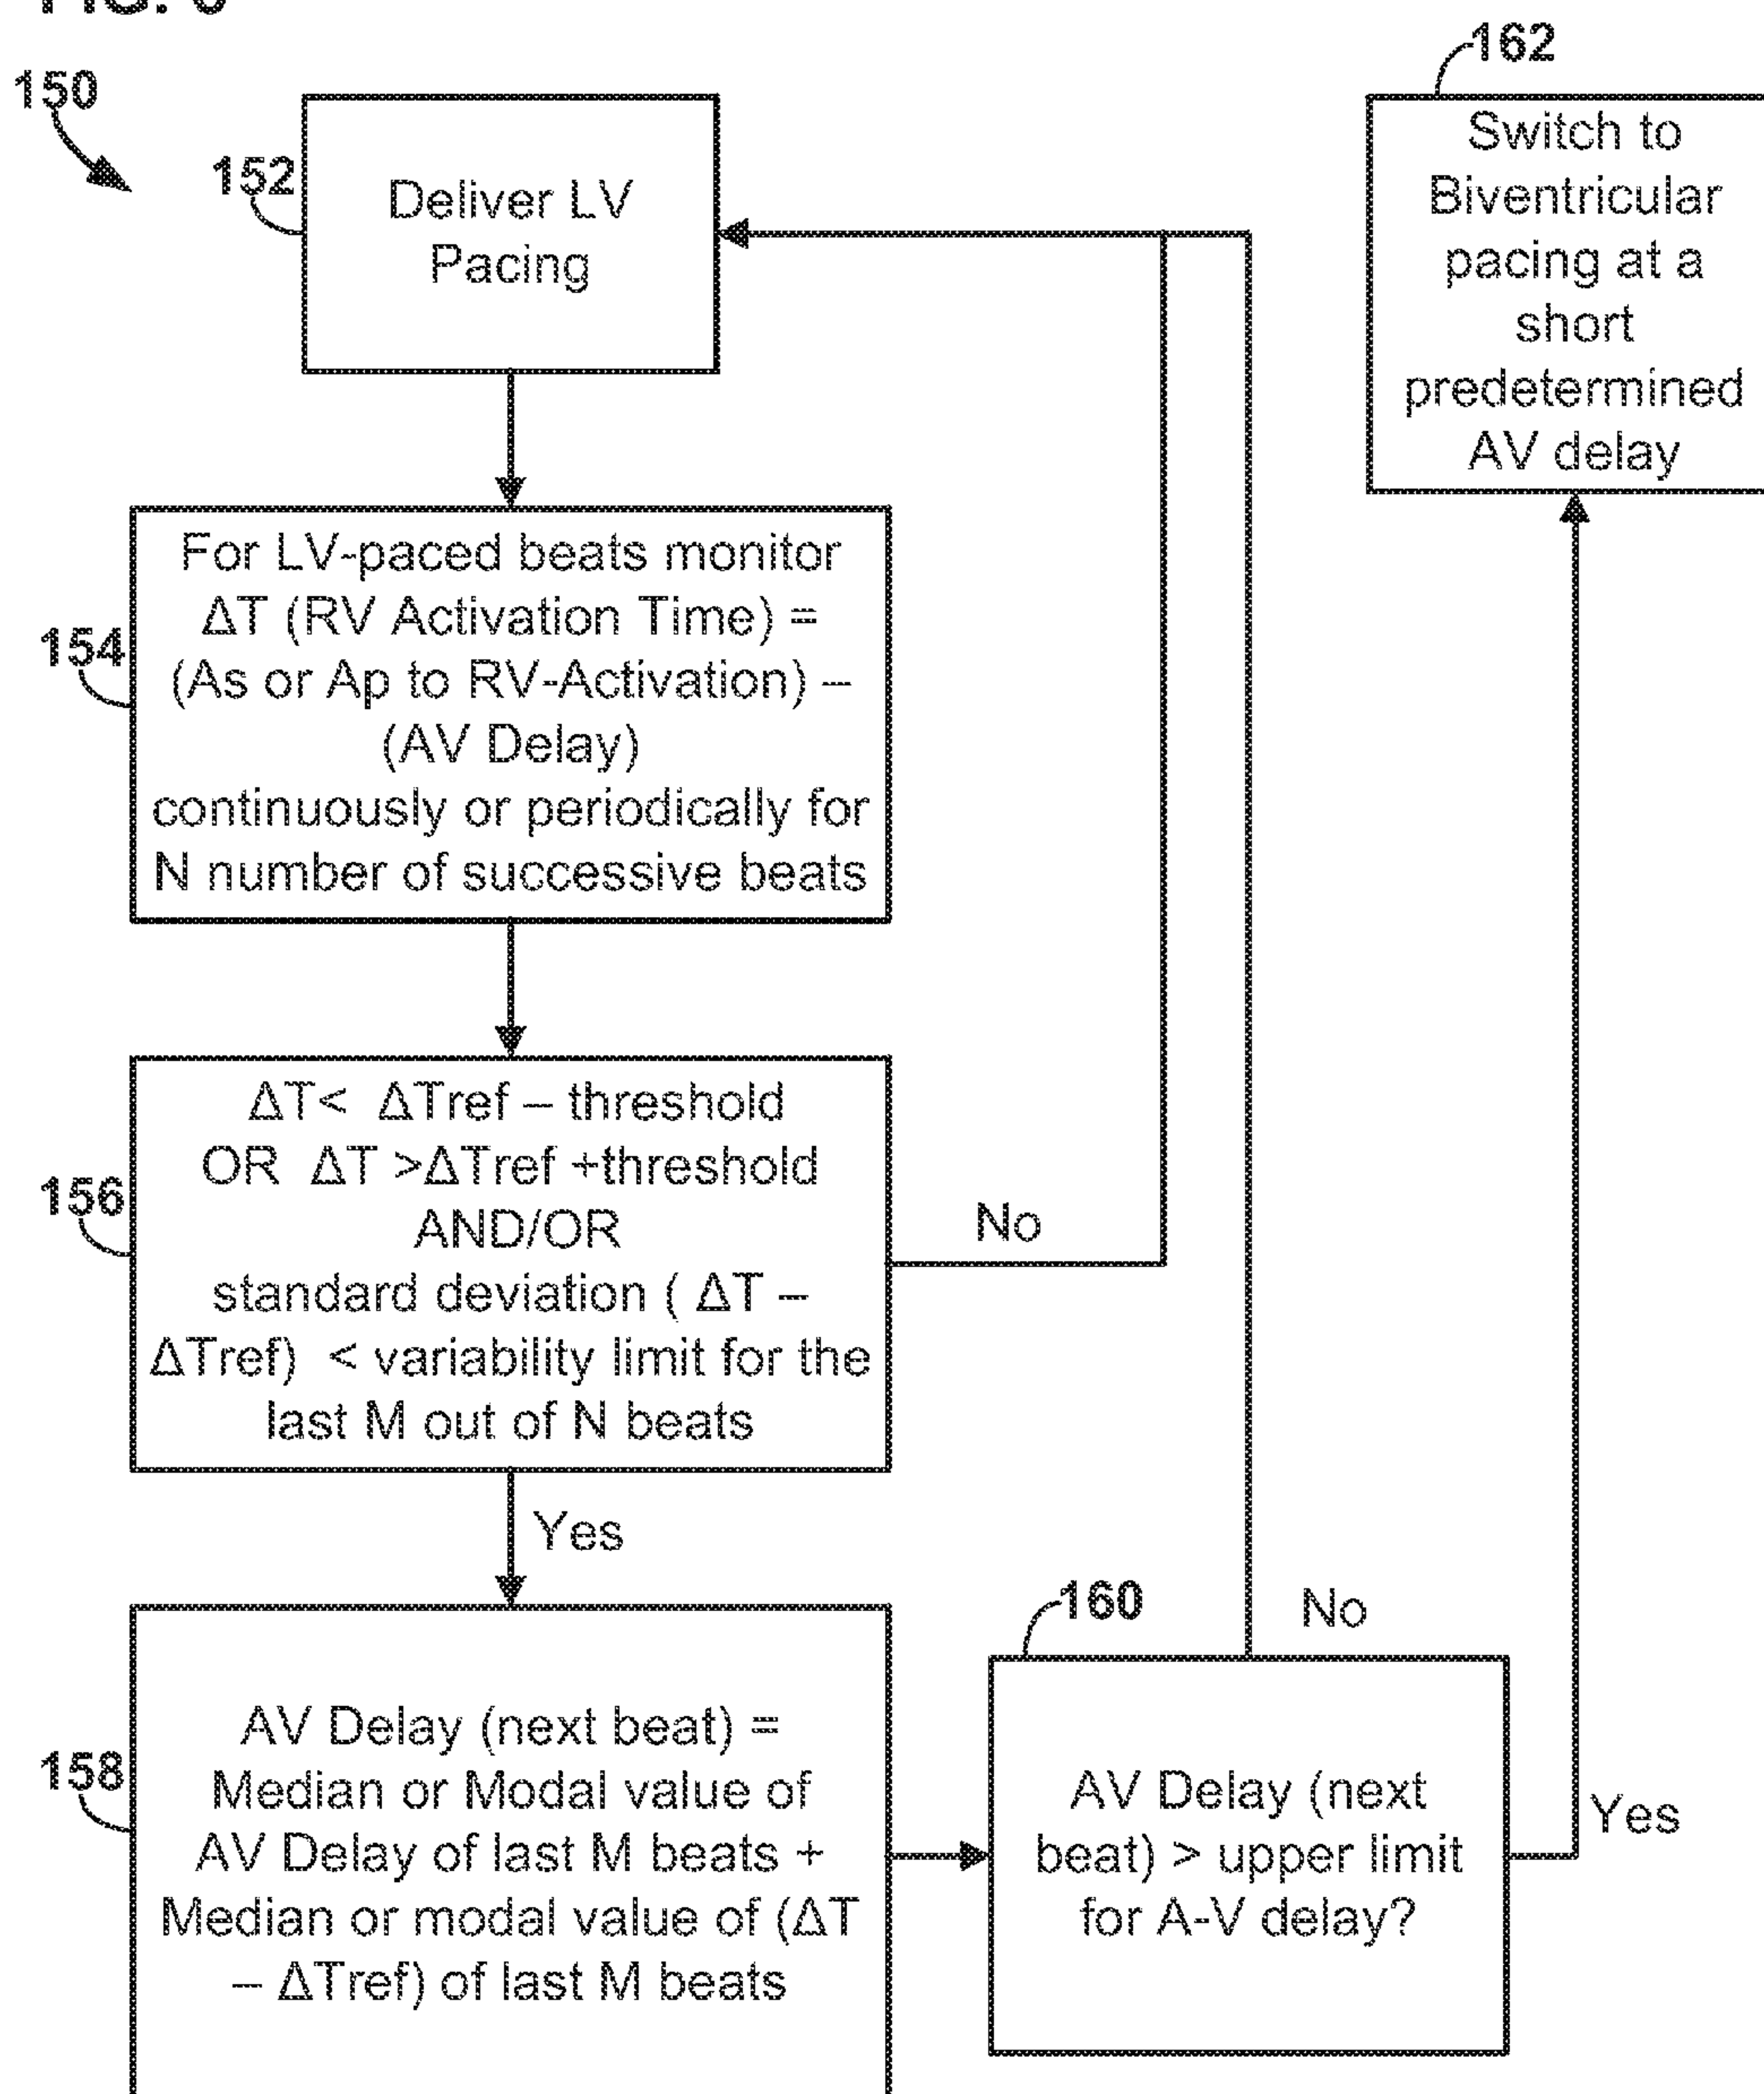 150
152
Deliver LV
Pacing
162
Switch to
Biventricular
pacing at a
short
predetermined
AV delay
154
For LV-paced beats monitor
ΔT (RV Activation Time) =
(As or Ap to RV-Activation) –
(AV Delay)
continuously or periodically for
N number of successive beats
156
ΔT< ΔTref – threshold
OR ΔT >ΔTref +threshold
AND/OR
standard deviation ( ΔT –
ΔTref) < variability limit for the
last M out of N beats
No
Yes
158
AV Delay (next beat) =
Median or Modal value of
AV Delay of last M beats +
Median or modal value of (ΔT
– ΔTref) of last M beats
160
No
AV Delay (next
beat) > upper limit
for A-V delay?
Yes